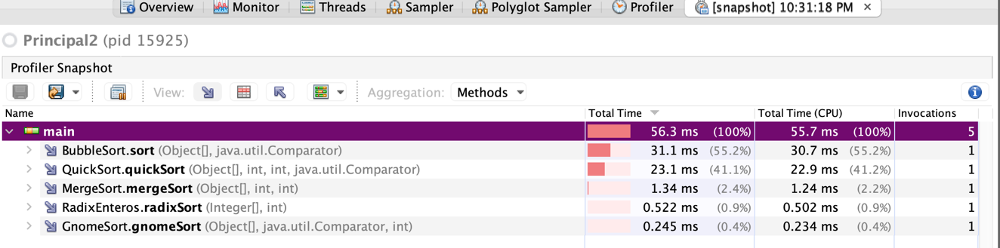 Overview Monitor Threads Sampler Polyglot Sampler Profiler [snapshot] 10:31:18 PM ×
Principal2 (pid 15925)
Profiler Snapshot
View: Aggregation: Methods
Name Total Time Total Time (CPU) Invocations
main 56.3 ms (100%) 55.7 ms (100%) 5
BubbleSort.sort (Object[], java.util.Comparator) 31.1 ms (55.2%) 30.7 ms (55.2%) 1
QuickSort.quickSort (Object[], int, int, java.util.Comparator) 23.1 ms (41.1%) 22.9 ms (41.2%) 1
MergeSort.mergeSort (Object[], int, int) 1.34 ms (2.4%) 1.24 ms (2.2%) 1
RadixEnteros.radixSort (Integer[], int) 0.522 ms (0.9%) 0.502 ms (0.9%) 1
GnomeSort.gnomeSort (Object[], java.util.Comparator, int) 0.245 ms (0.4%) 0.234 ms (0.4%) 1